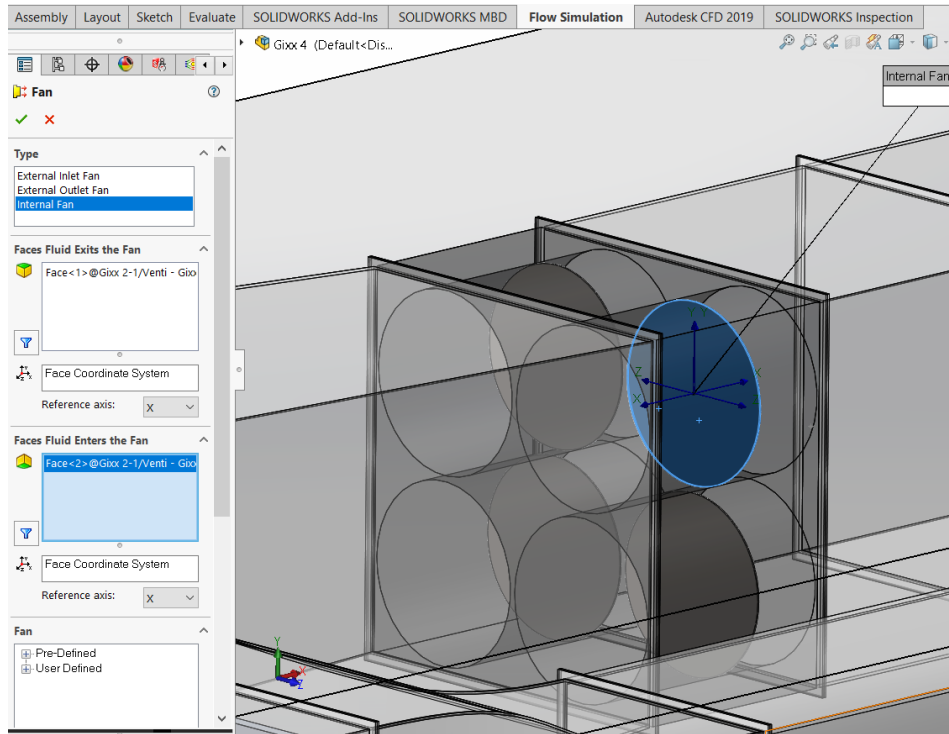 Assembly Layout Sketch Evaluate SOLIDWORKS Add-Ins SOLIDWORKS MBD Flow Simulation Autodesk CFD 2019 SOLIDWORKS Inspection
Gixx 4 (Default<Dis...
Fan
Type
External Inlet Fan
External Outlet Fan
Internal Fan
Faces Fluid Exits the Fan
Face<1>@Gixx 2-1/Venti - Gixx
Face Coordinate System
Reference axis: X
Faces Fluid Enters the Fan
Face<2>@Gixx 2-1/Venti - Gixx
Face Coordinate System
Reference axis: X
Fan
Pre-Defined
User Defined
Internal Fan
Y Y
Z X
X Z
Y
X
Z